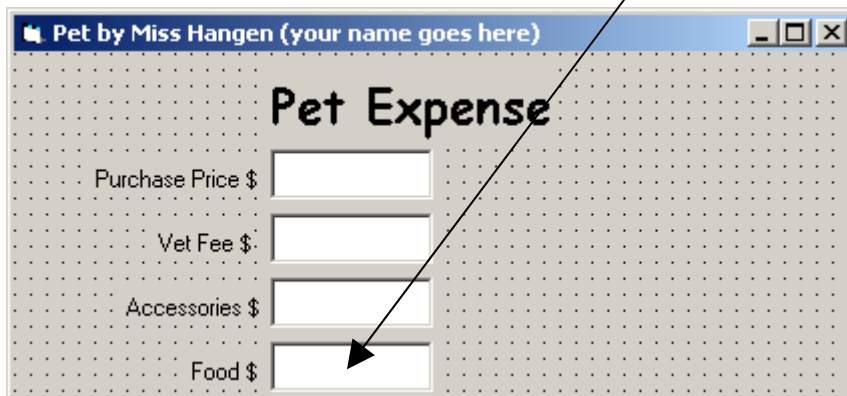 Pet by Miss Hangen (your name goes here)
Pet Expense
Purchase Price $
Vet Fee $
Accessories $
Food $